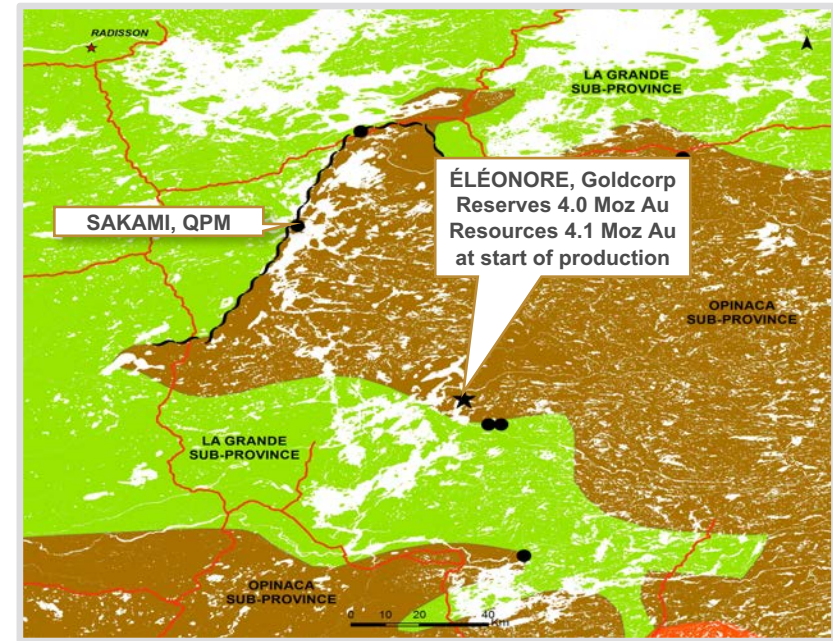 RADISSON
LA GRANDE
SUB-PROVINCE
ÉLÉONORE, Goldcorp
Reserves 4.0 Moz Au
Resources 4.1 Moz Au
at start of production
SAKAMI, QPM
OPINACA
SUB-PROVINCE
LA GRANDE
SUB-PROVINCE
OPINACA
SUB-PROVINCE
0 10 20 40
Km